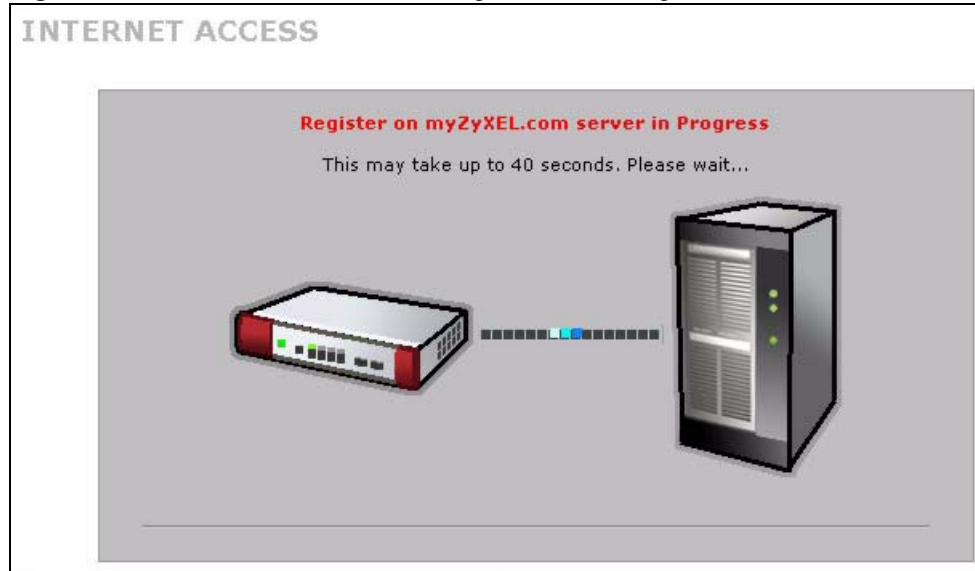 INTERNET ACCESS
Register on myZyXEL.com server in Progress
This may take up to 40 seconds. Please wait...